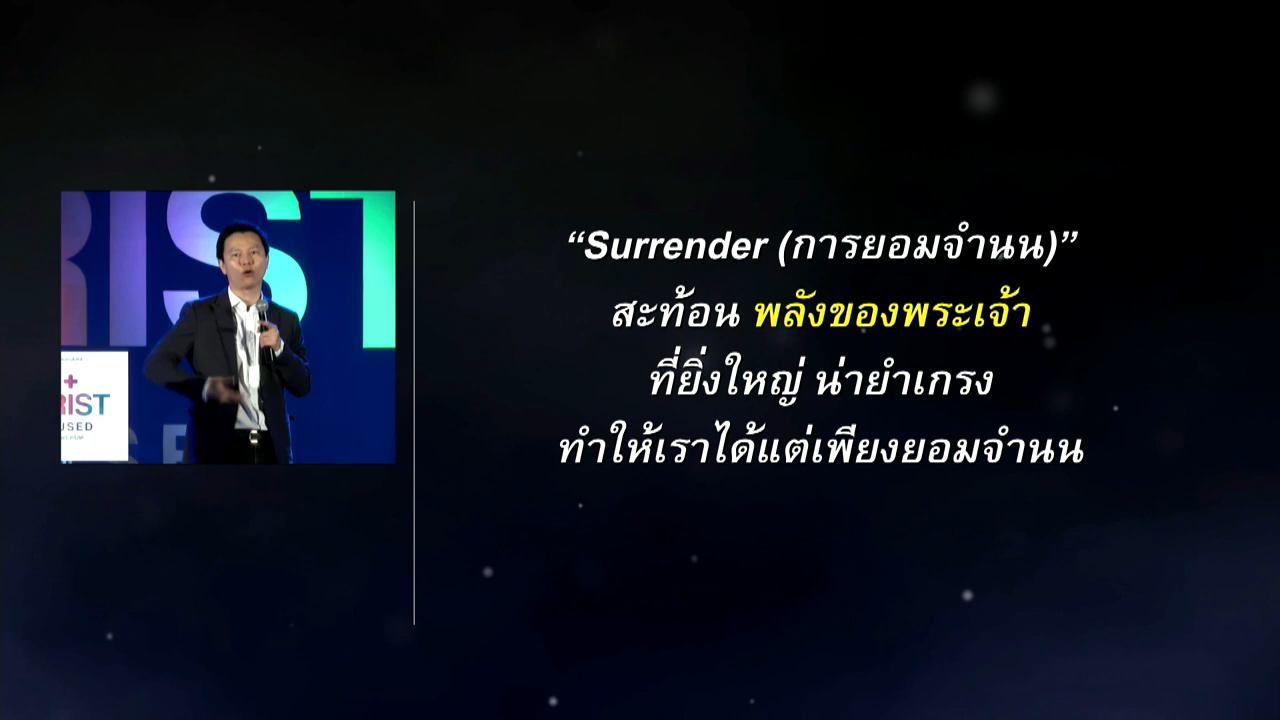 RIST
+
RIST
USED
“Surrender (การยอมจำนน)”
สะท้อน พลังของพระเจ้า
ที่ยิ่งใหญ่ น่ายำเกรง
ทำให้เราได้แต่เพียงยอมจำนน